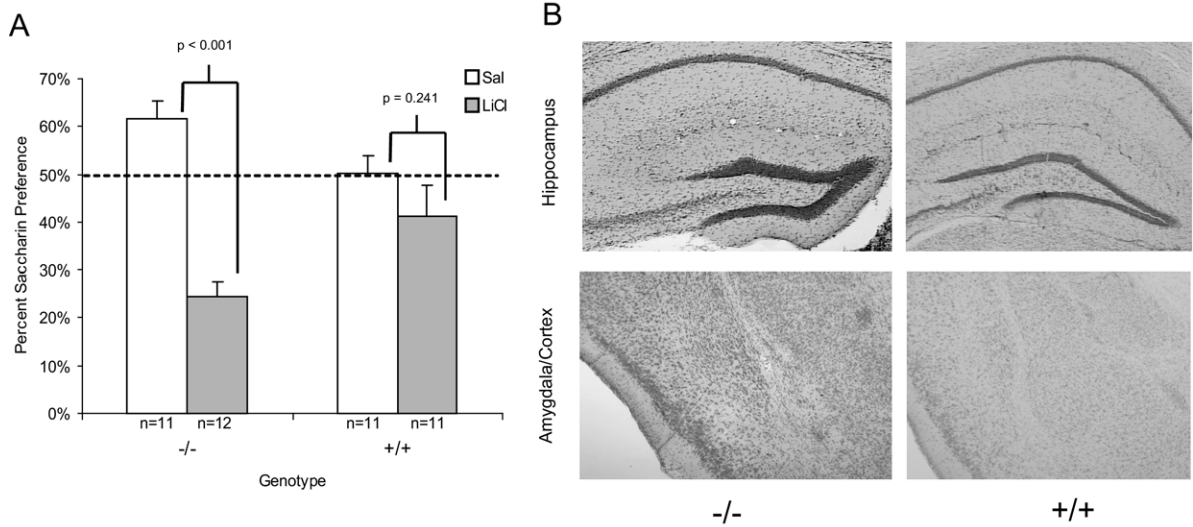 A
p < 0.001
70%
60%
50%
40%
30%
20%
10%
0%
Percent Saccharin Preference
Sal
LiCl
p = 0.241
n=11 n=12 n=11 n=11
-/- +/+
Genotype
B
Hippocampus
Amygdala/Cortex
-/- +/+